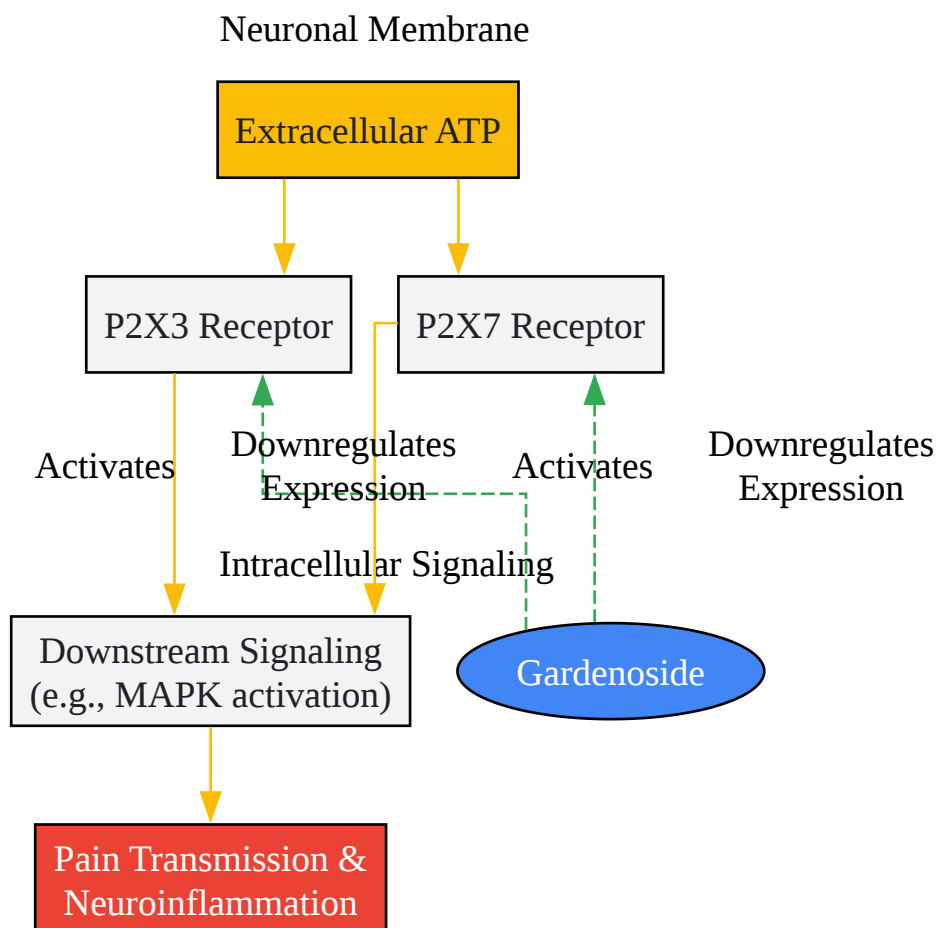 Neuronal Membrane
Extracellular ATP
P2X3 Receptor
P2X7 Receptor
Activates
Downregulates
Expression
Activates
Downregulates
Expression
Intracellular Signaling
Downstream Signaling
(e.g., MAPK activation)
Gardenoside
Pain Transmission &
Neuroinflammation